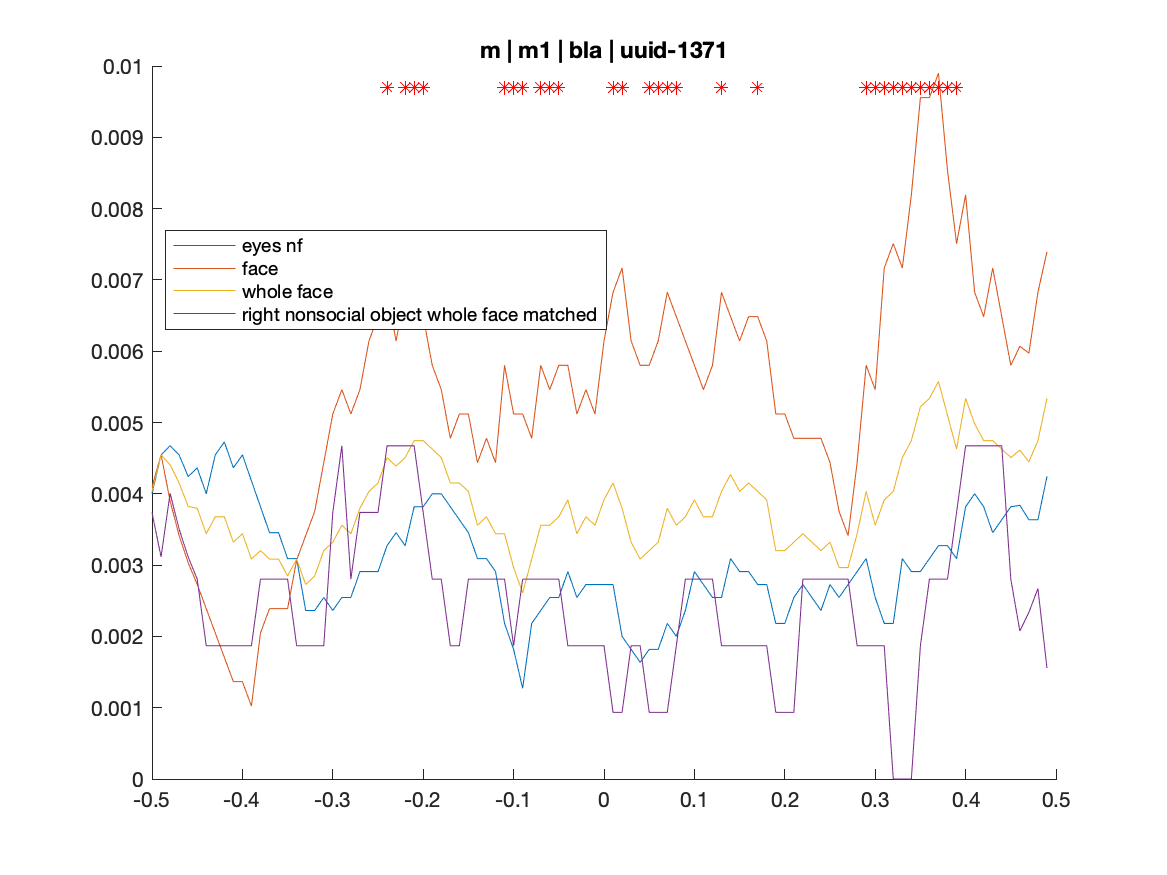 m | m1 | bla | uuid-1371
0.01
0.009
0.008
0.007
0.006
0.005
0.004
0.003
0.002
0.001
0
eyes nf
face
whole face
right nonsocial object whole face matched
-0.5 -0.4 -0.3 -0.2 -0.1 0 0.1 0.2 0.3 0.4 0.5